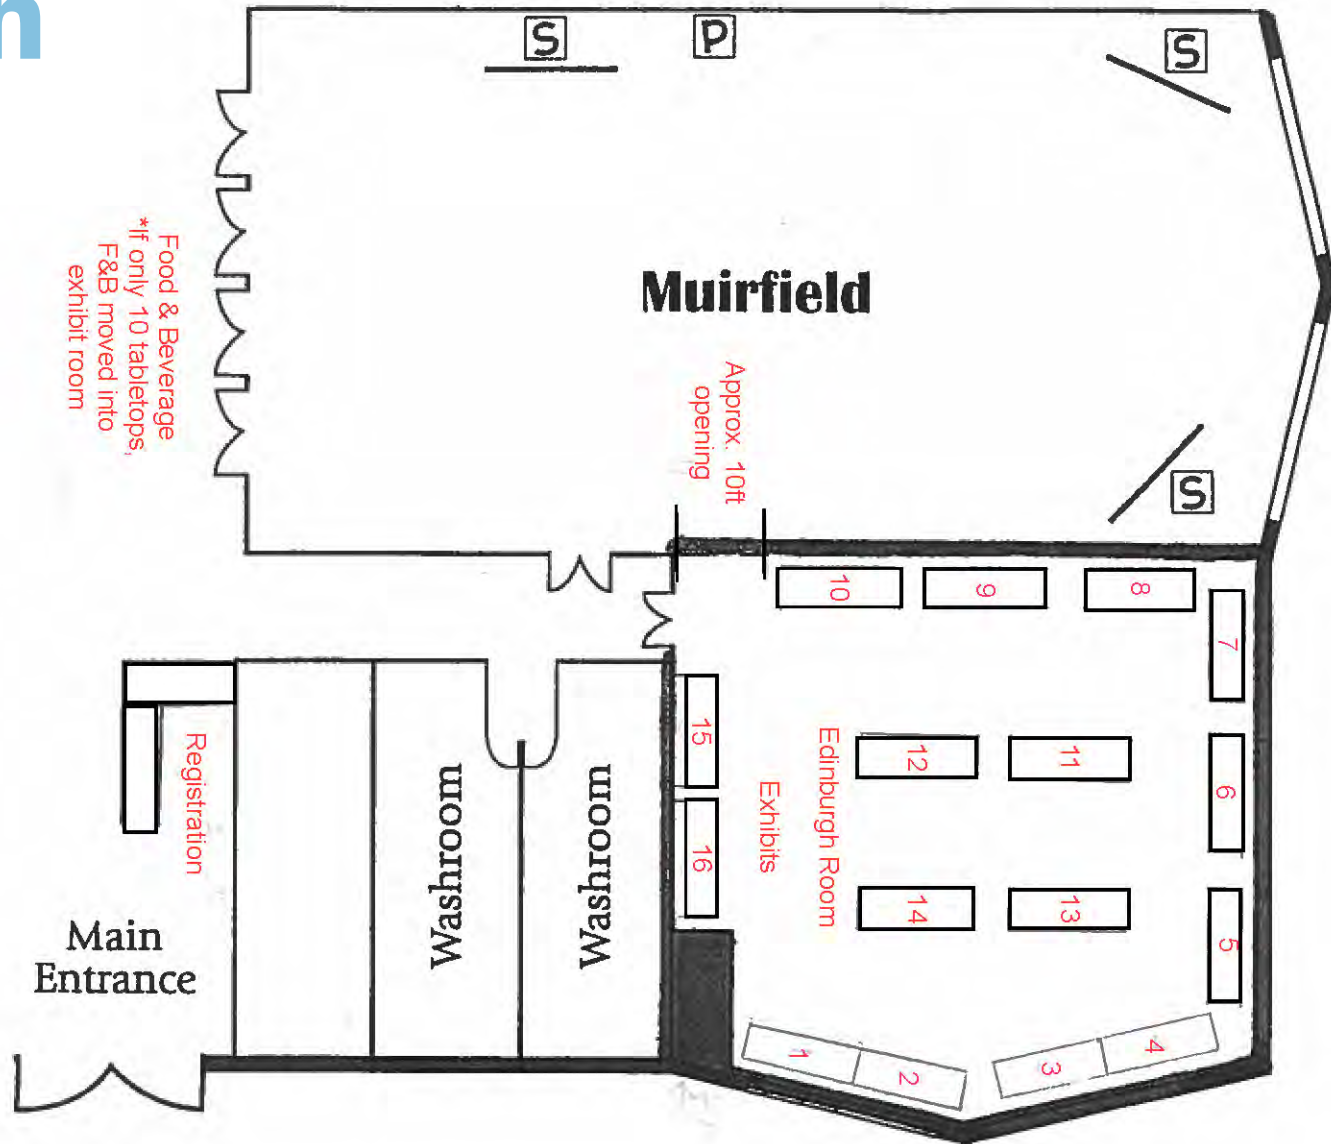 n
S
P
S
Muirfield
Food & Beverage
*If only 10 tabletops,
F&B moved into
exhibit room
Approx. 10ft
opening
S
10
9
8
7
15
12
11
6
Edinburgh Room
Exhibits
16
14
13
5
Registration
Washroom
Washroom
Main
Entrance
1
2
3
4